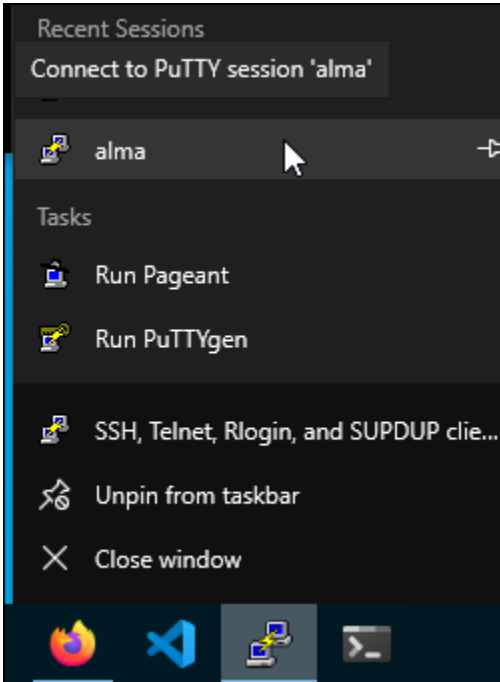 Recent Sessions
Connect to PuTTY session 'alma'
alma
Tasks
Run Pageant
Run PuTTYgen
SSH, Telnet, Rlogin, and SUPDUP clie...
Unpin from taskbar
Close window